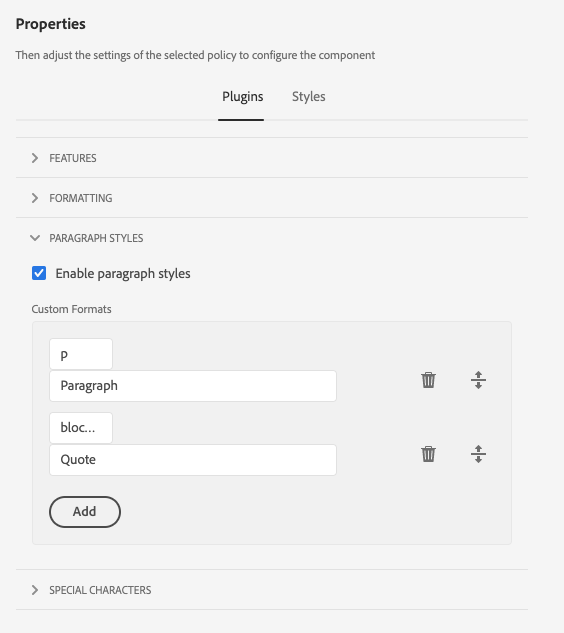 Properties
Then adjust the settings of the selected policy to configure the component
Plugins Styles
FEATURES
FORMATTING
PARAGRAPH STYLES
Enable paragraph styles
Custom Formats
p
Paragraph
bloc...
Quote
Add
SPECIAL CHARACTERS